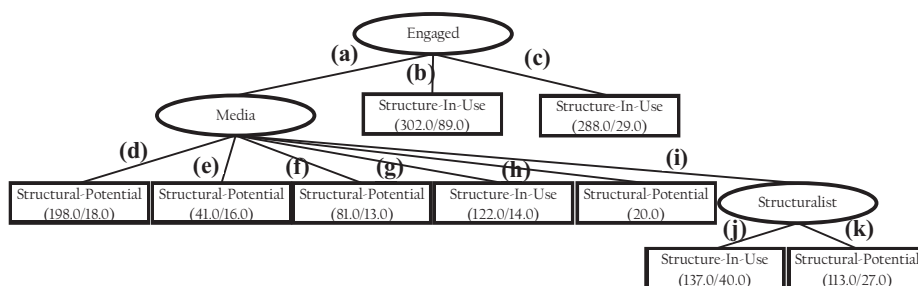 Engaged
(a)
(b)
(c)
Media
Structure-In-Use
(302.0/89.0)
Structure-In-Use
(288.0/29.0)
(d)
(e)
(f)
(g)
(h)
(i)
Structural-Potential
(198.0/18.0)
Structural-Potential
(41.0/16.0)
Structural-Potential
(81.0/13.0)
Structure-In-Use
(122.0/14.0)
Structural-Potential
(20.0)
Structuralist
(j)
(k)
Structure-In-Use
(137.0/40.0)
Structural-Potential
(113.0/27.0)